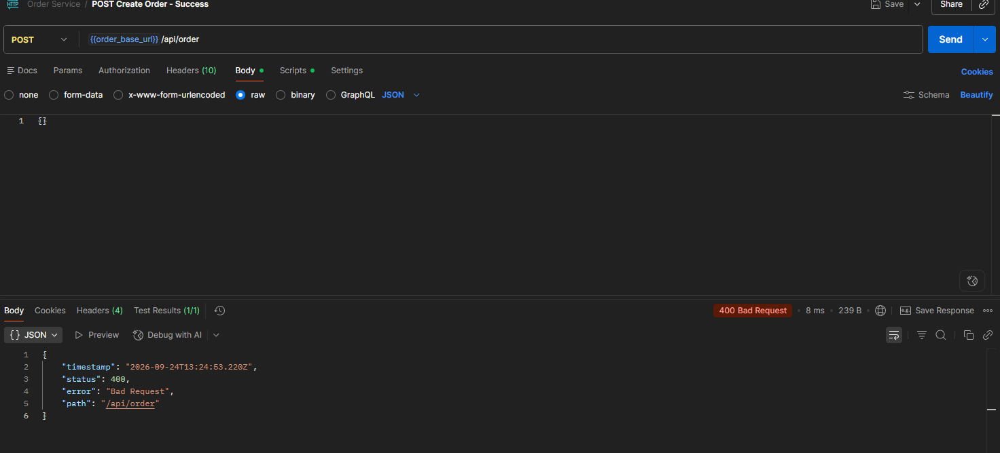 HTTP Order Service / POST Create Order - Success Save Share
POST {{order_base_url}} /api/order Send
Docs Params Authorization Headers (10) Body Scripts Settings Cookies
none form-data x-www-form-urlencoded raw binary GraphQL JSON Schema Beautify
1 {}
Body Cookies Headers (4) Test Results (1/1) 400 Bad Request • 8 ms • 239 B • e.g. Save Response
{} JSON Preview Debug with AI
1 {
2 "timestamp": "2026-09-24T13:24:53.220Z",
3 "status": 400,
4 "error": "Bad Request",
5 "path": "/api/order"
6 }